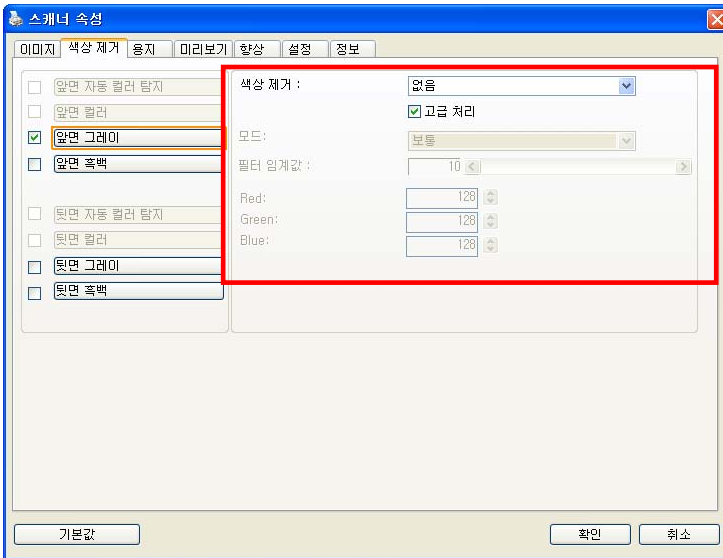 스캐너 속성
이미지 색상 제거 용지 미리보기 향상 설정 정보
앞면 자동 컬러 탐지
앞면 컬러
앞면 그레이
앞면 흑백
뒷면 자동 컬러 탐지
뒷면 컬러
뒷면 그레이
뒷면 흑백
색상 제거 : 없음
고급 처리
모드: 보통
필터 임계값 : 10
Red: 128
Green: 128
Blue: 128
기본값 확인 취소